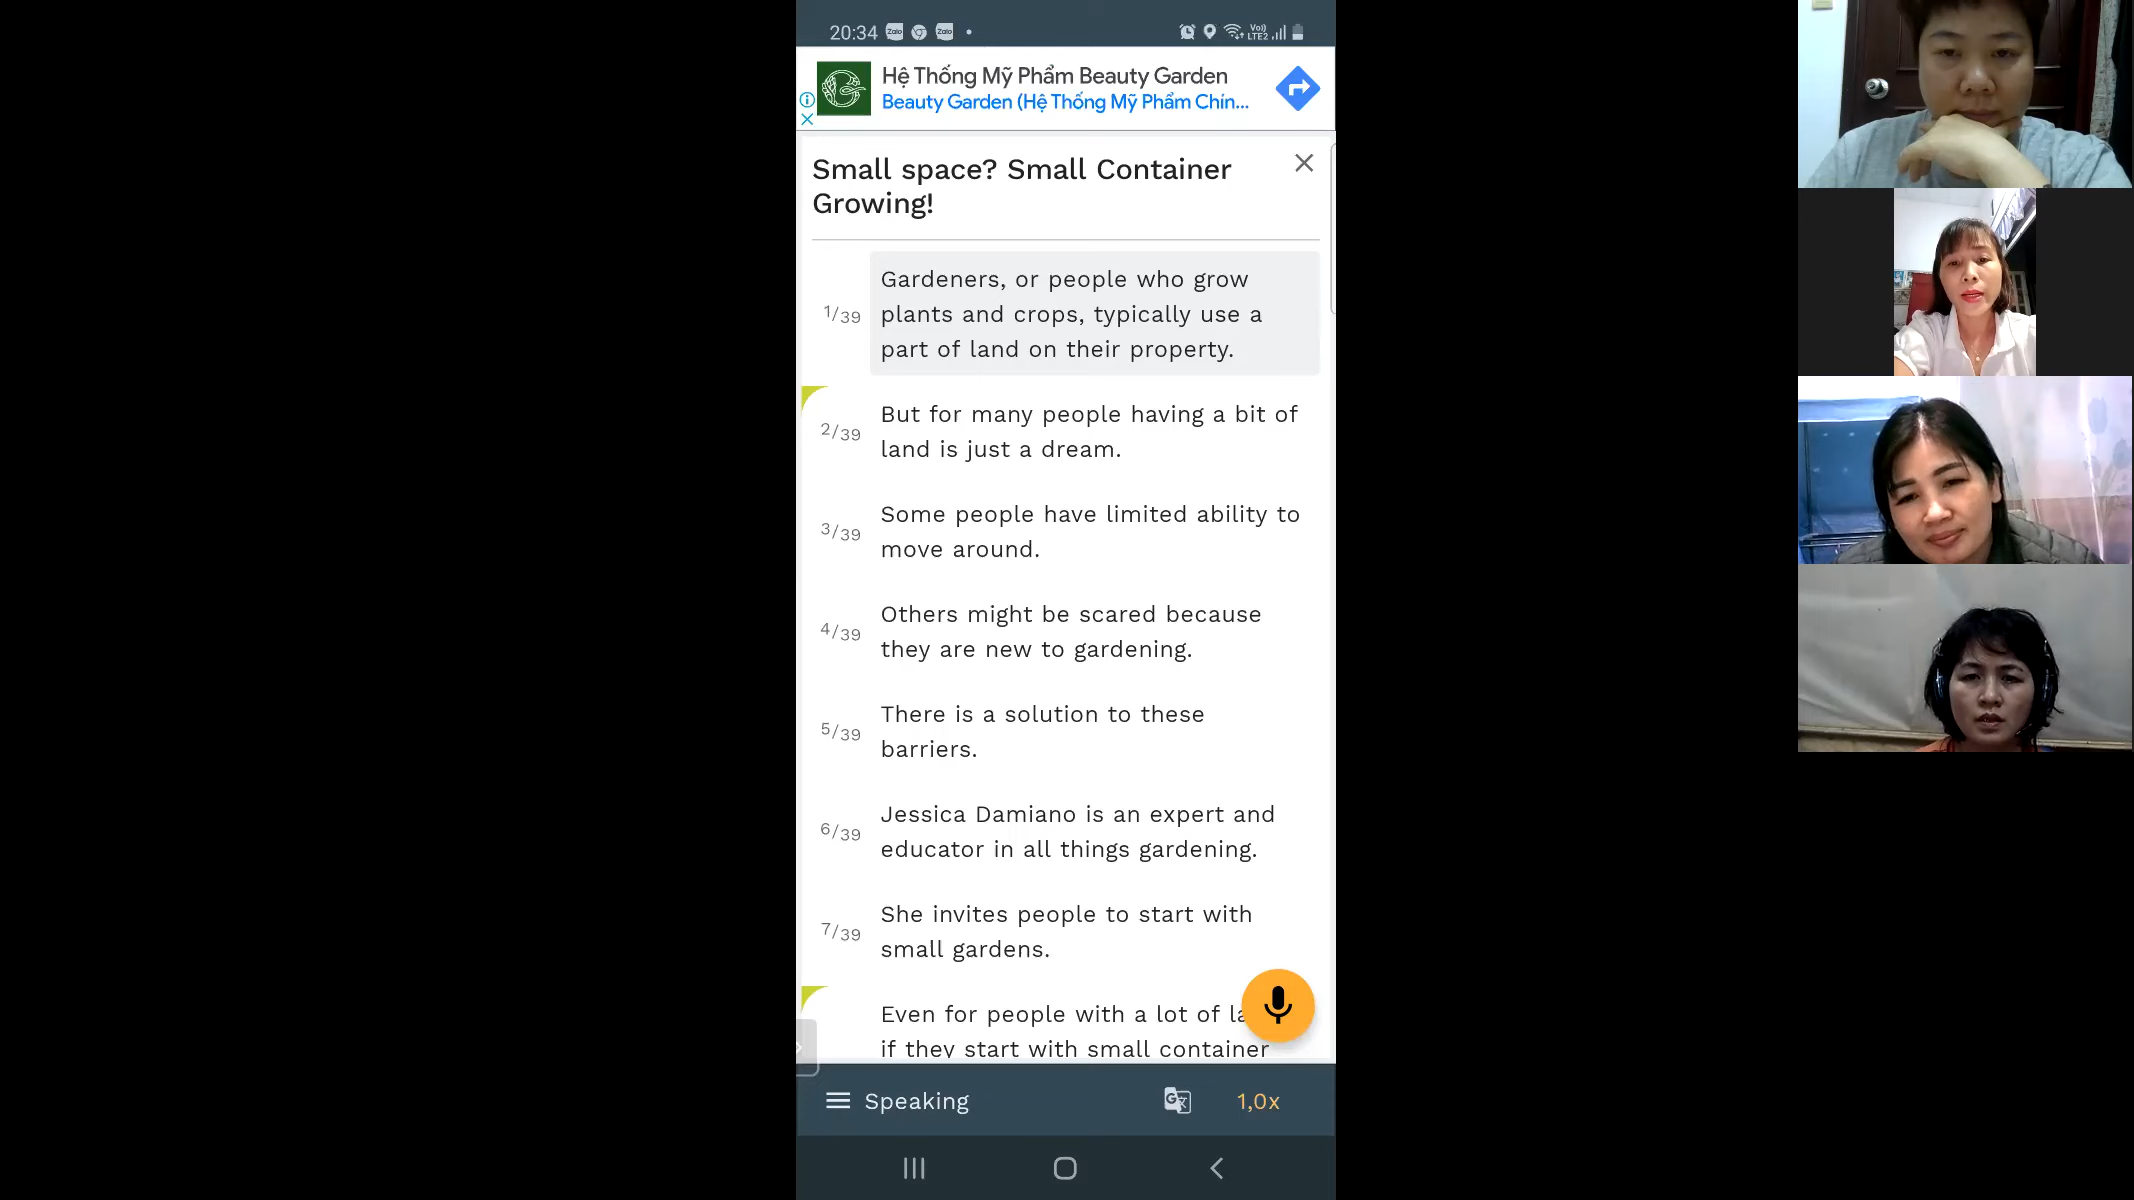 20:34
Zalo
Zalo
Vo))
LTE2
Hệ Thống Mỹ Phẩm Beauty Garden
Beauty Garden (Hệ Thống Mỹ Phẩm Chín...
Small space? Small Container
Growing!
1/39
Gardeners, or people who grow
plants and crops, typically use a
part of land on their property.
2/39
But for many people having a bit of
land is just a dream.
3/39
Some people have limited ability to
move around.
4/39
Others might be scared because
they are new to gardening.
5/39
There is a solution to these
barriers.
6/39
Jessica Damiano is an expert and
educator in all things gardening.
7/39
She invites people to start with
small gardens.
Even for people with a lot of
if they start with small container
Speaking
1,0x